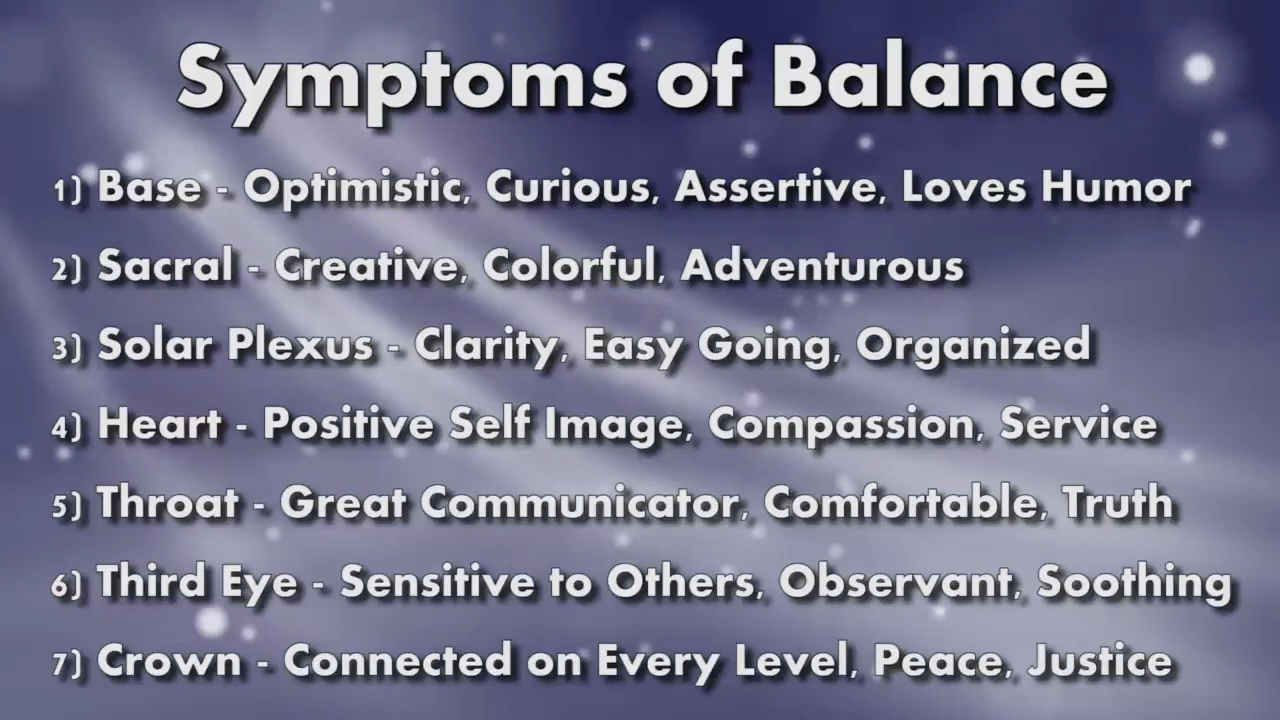 Symptoms of Balance
1) Base - Optimistic, Curious, Assertive, Loves Humor
2) Sacral - Creative, Colorful, Adventurous
3) Solar Plexus - Clarity, Easy Going, Organized
4) Heart - Positive Self Image, Compassion, Service
5) Throat - Great Communicator, Comfortable, Truth
6) Third Eye - Sensitive to Others, Observant, Soothing
7) Crown - Connected on Every Level, Peace, Justice